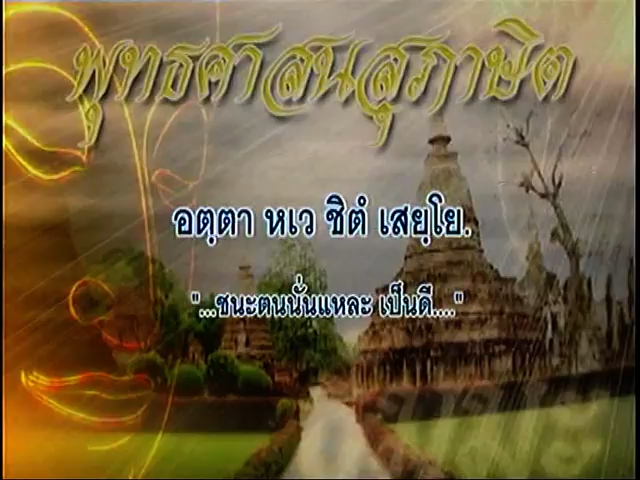 พุทธศาสนสุภาษิต
อตฺตา หเว ชิตํ เสยฺโย.
"...ชนะตนนั่นแหละ เป็นดี...."